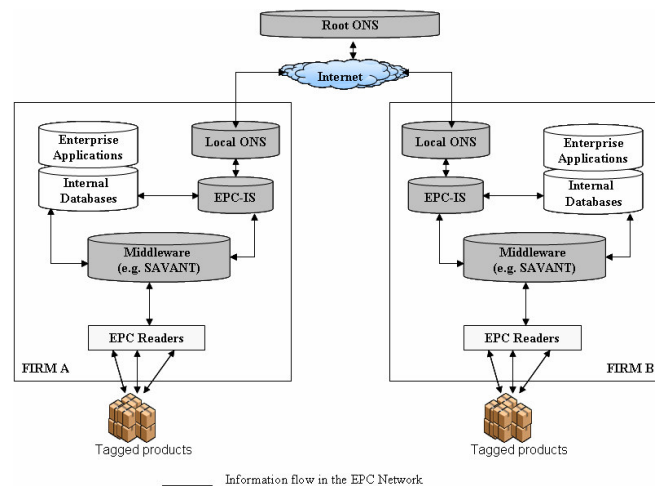 Root ONS
Internet
Local ONS
Enterprise
Applications
Internal
Databases
EPC-IS
Middleware
(e.g. SAVANT)
EPC Readers
FIRM A
Tagged products
Local ONS
Enterprise
Applications
EPC-IS
Internal
Databases
Middleware
(e.g. SAVANT)
EPC Readers
FIRM B
Tagged products
Information flow in the EPC Network